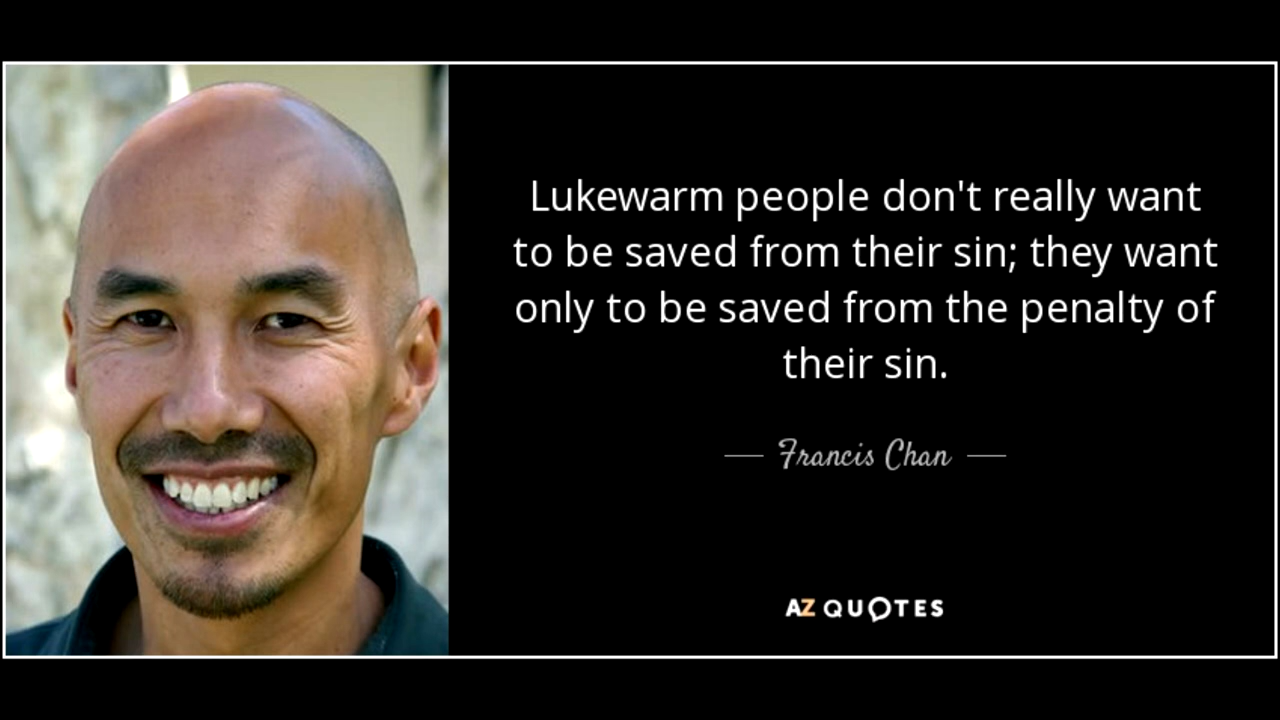 Lukewarm people don't really want
to be saved from their sin; they want
only to be saved from the penalty of
their sin.
Francis Chan
AZ QUOTES